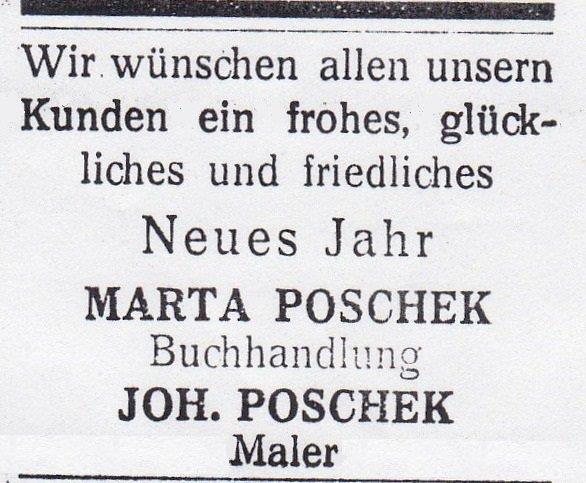 Wir wünschen allen unsern
Kunden ein frohes, glück-
liches und friedliches
Neues Jahr
MARTA POSCHEK
Buchhandlung
JOH. POSCHEK
Maler